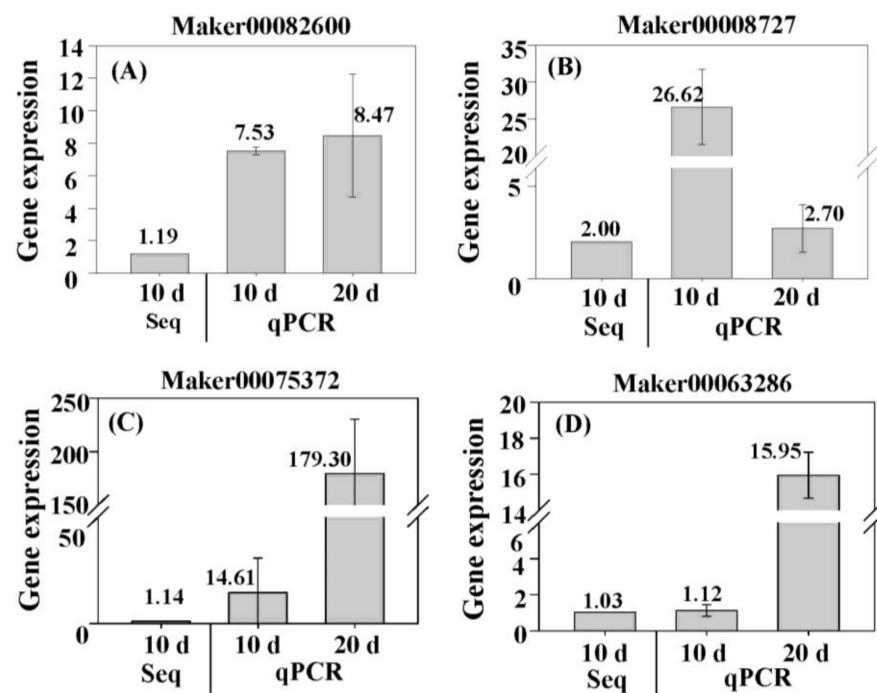 Maker00082600
(A)
Gene expression
14
12
10
8
6
4
2
0
1.19
7.53
8.47
10 d
10 d
20 d
Seq
qPCR
Maker00008727
(B)
Gene expression
35
30
25
20
5
0
2.00
26.62
2.70
10 d
10 d
20 d
Seq
qPCR
Maker00075372
(C)
Gene expression
250
200
150
50
0
1.14
14.61
179.30
10 d
10 d
20 d
Seq
qPCR
Maker00063286
(D)
Gene expression
20
18
16
14
6
4
2
0
1.03
1.12
15.95
10 d
10 d
20 d
Seq
qPCR